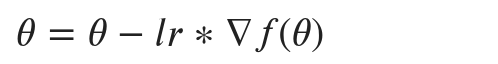 θ = θ − lr * ∇f(θ)